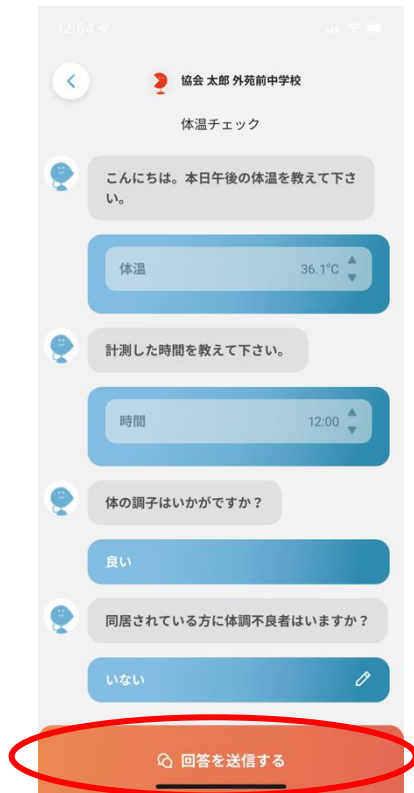 12:54
協会 太郎 外苑前中学校
体温チェック
こんにちは。本日午後の体温を教えて下さ
い。
体温 36.1°C
計測した時間を教えて下さい。
時間 12:00
体の調子はいかがですか？
良い
同居されている方に体調不良者はいますか？
いない
回答を送信する